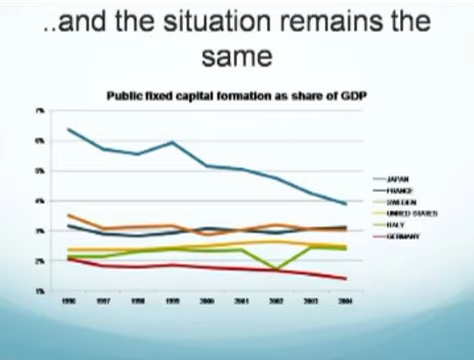 ..and the situation remains the
same
Public fixed capital formation as share of GDP
7%
6%
5%
4%
3%
2%
1%
1996 1997 1998 1999 2000 2001 2002 2003 2004
JAPAN
FRANCE
SWEDEN
UNITED STATES
ITALY
GERMANY